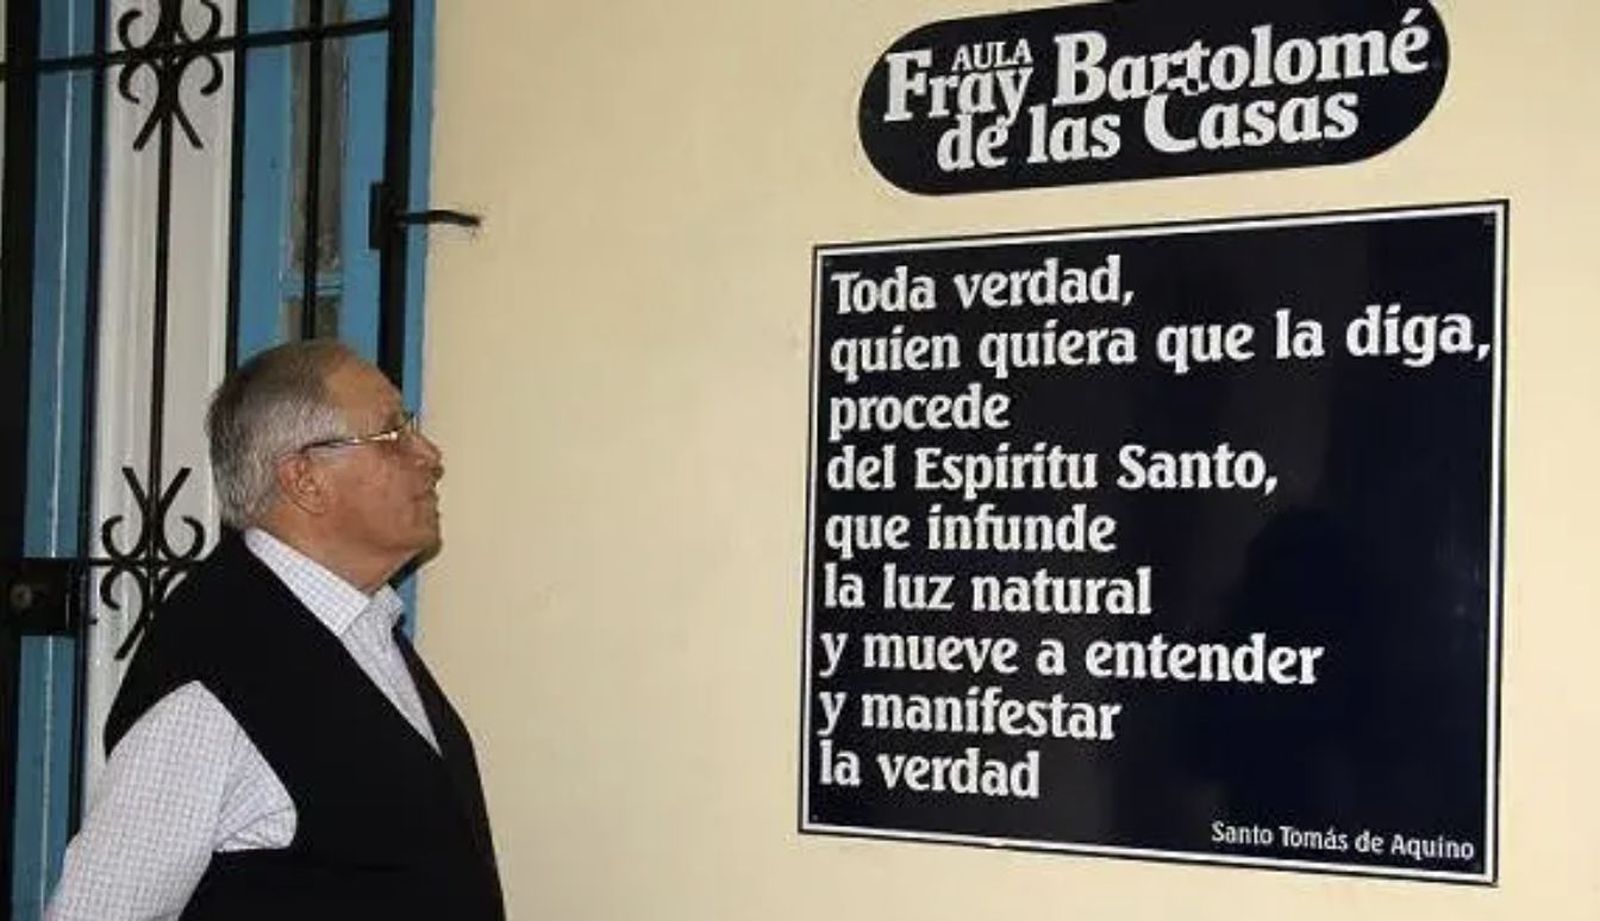 AULA
Fray Bartolomé
de las Casas
Toda verdad,
quien quiera que la diga,
procede
del Espiritu Santo,
que infunde
la luz natural
y mueve a entender
y manifestar
la verdad
Santo Tomás de Aquino